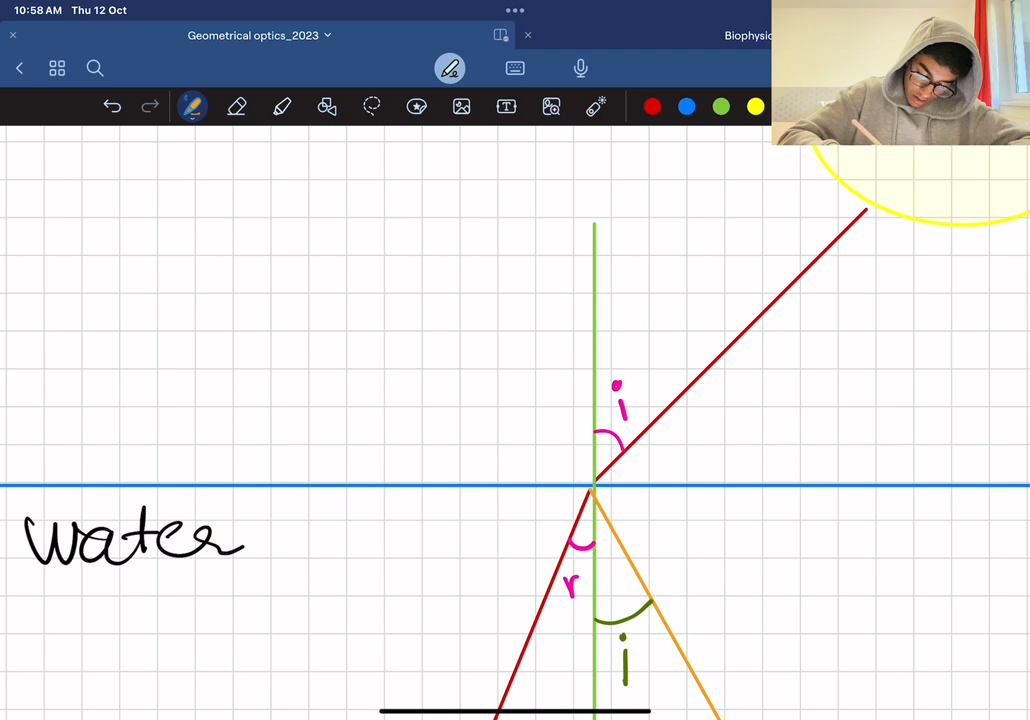 10:58 AM Thu 12 Oct
Geometrical optics_2023
Biophysic
i
water
r
i